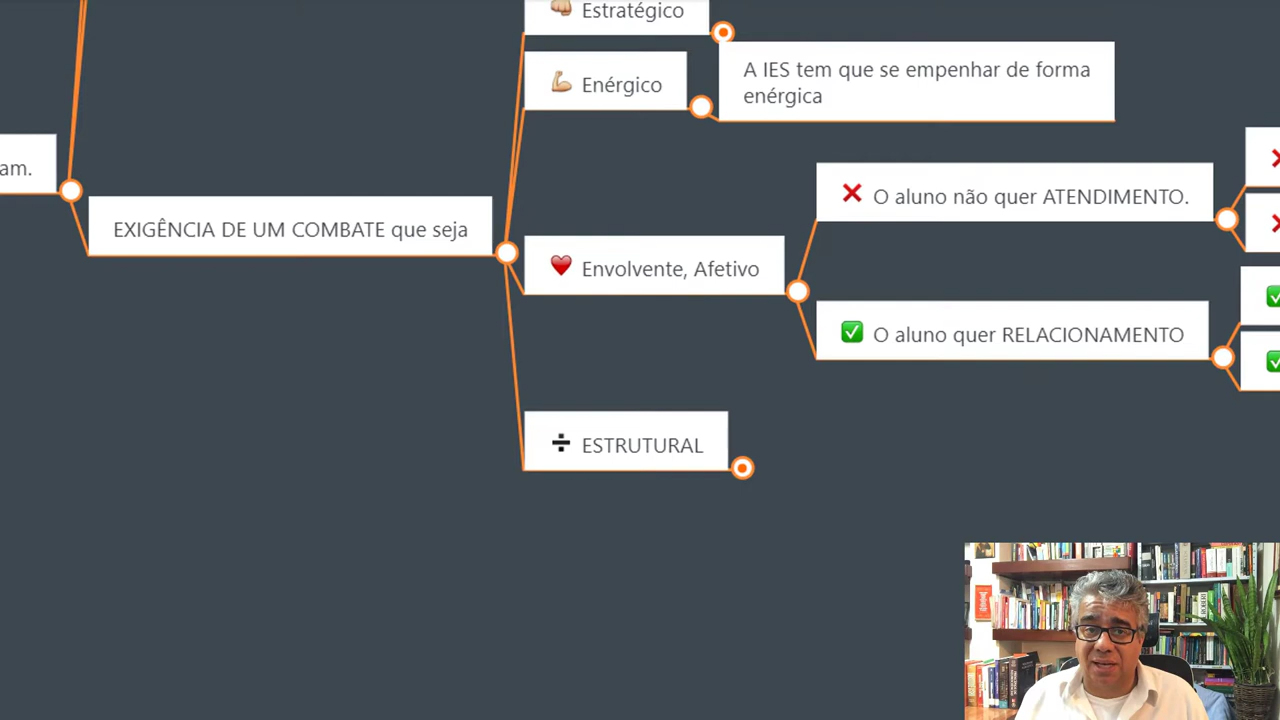 Estratégico
Enérgico
A IES tem que se empenhar de forma
enérgica
am.
EXIGÊNCIA DE UM COMBATE que seja
O aluno não quer ATENDIMENTO.
Envolvente, Afetivo
O aluno quer RELACIONAMENTO
ESTRUTURAL